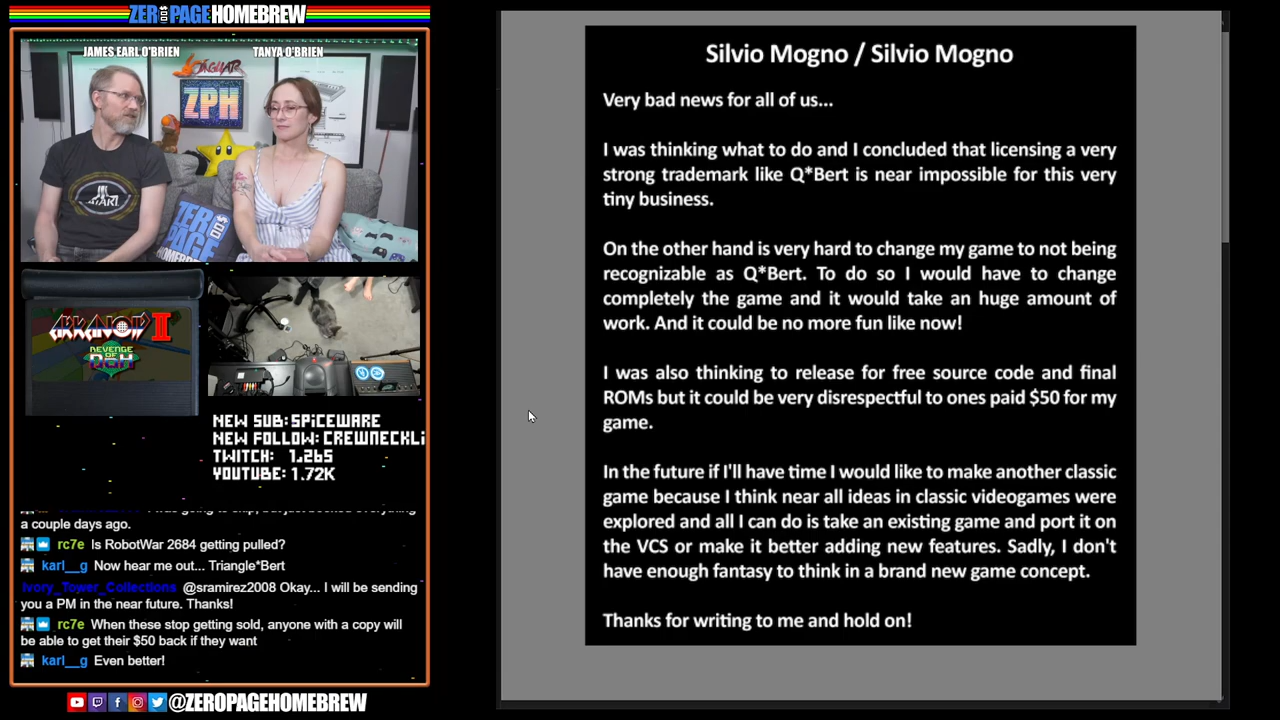 ZEROPAGE HOMEBREW
JAMES EARL O'BRIEN
TANYA O'BRIEN
JAGUAR
ZPH
ATARI
ZERO
PAGE
HOMEBREW
ARKANOID II
REVENGE
OF
DOH
NEW SUB: SPICEWARE
NEW FOLLOW: CREWNECKLI
TWITCH: 1,265
YOUTUBE: 1.72K
a couple days ago.
rc7e Is RobotWar 2684 getting pulled?
karl__g Now hear me out... Triangle*Bert
Ivory_Tower_Collections @sramirez2008 Okay... I will be sending
you a PM in the near future. Thanks!
rc7e When these stop getting sold, anyone with a copy will
be able to get their $50 back if they want
karl__g Even better!
@ZEROPAGEHOMEBREW
Silvio Mogno / Silvio Mogno
Very bad news for all of us...
I was thinking what to do and I concluded that licensing a very
strong trademark like Q*Bert is near impossible for this very
tiny business.
On the other hand is very hard to change my game to not being
recognizable as Q*Bert. To do so I would have to change
completely the game and it would take an huge amount of
work. And it could be no more fun like now!
I was also thinking to release for free source code and final
ROMs but it could be very disrespectful to ones paid $50 for my
game.
In the future if I'll have time I would like to make another classic
game because I think near all ideas in classic videogames were
explored and all I can do is take an existing game and port it on
the VCS or make it better adding new features. Sadly, I don't
have enough fantasy to think in a brand new game concept.
Thanks for writing to me and hold on!